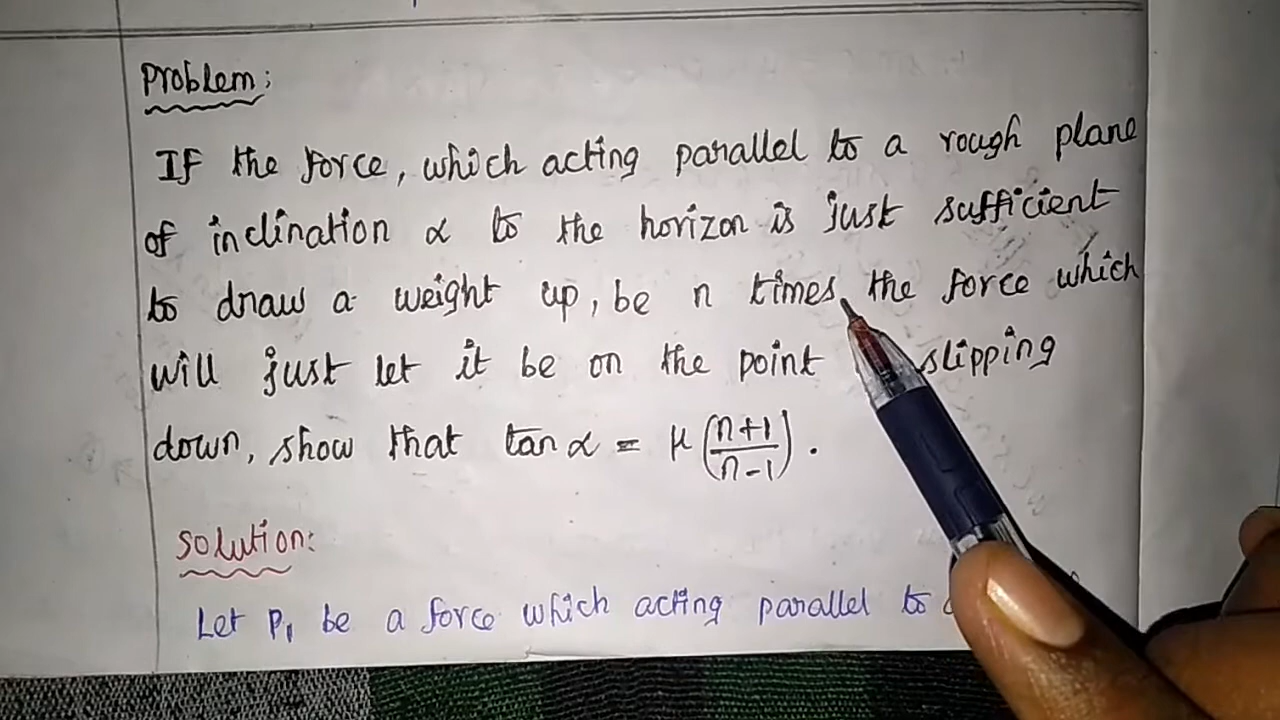 Problem:
If the force, which acting parallel to a rough plane
of inclination α to the horizon is just sufficient
to draw a weight up, be n times the force which
will just let it be on the point slipping
down, show that tan α = μ (n+1/n-1).
Solution:
Let P₁ be a force which acting parallel to